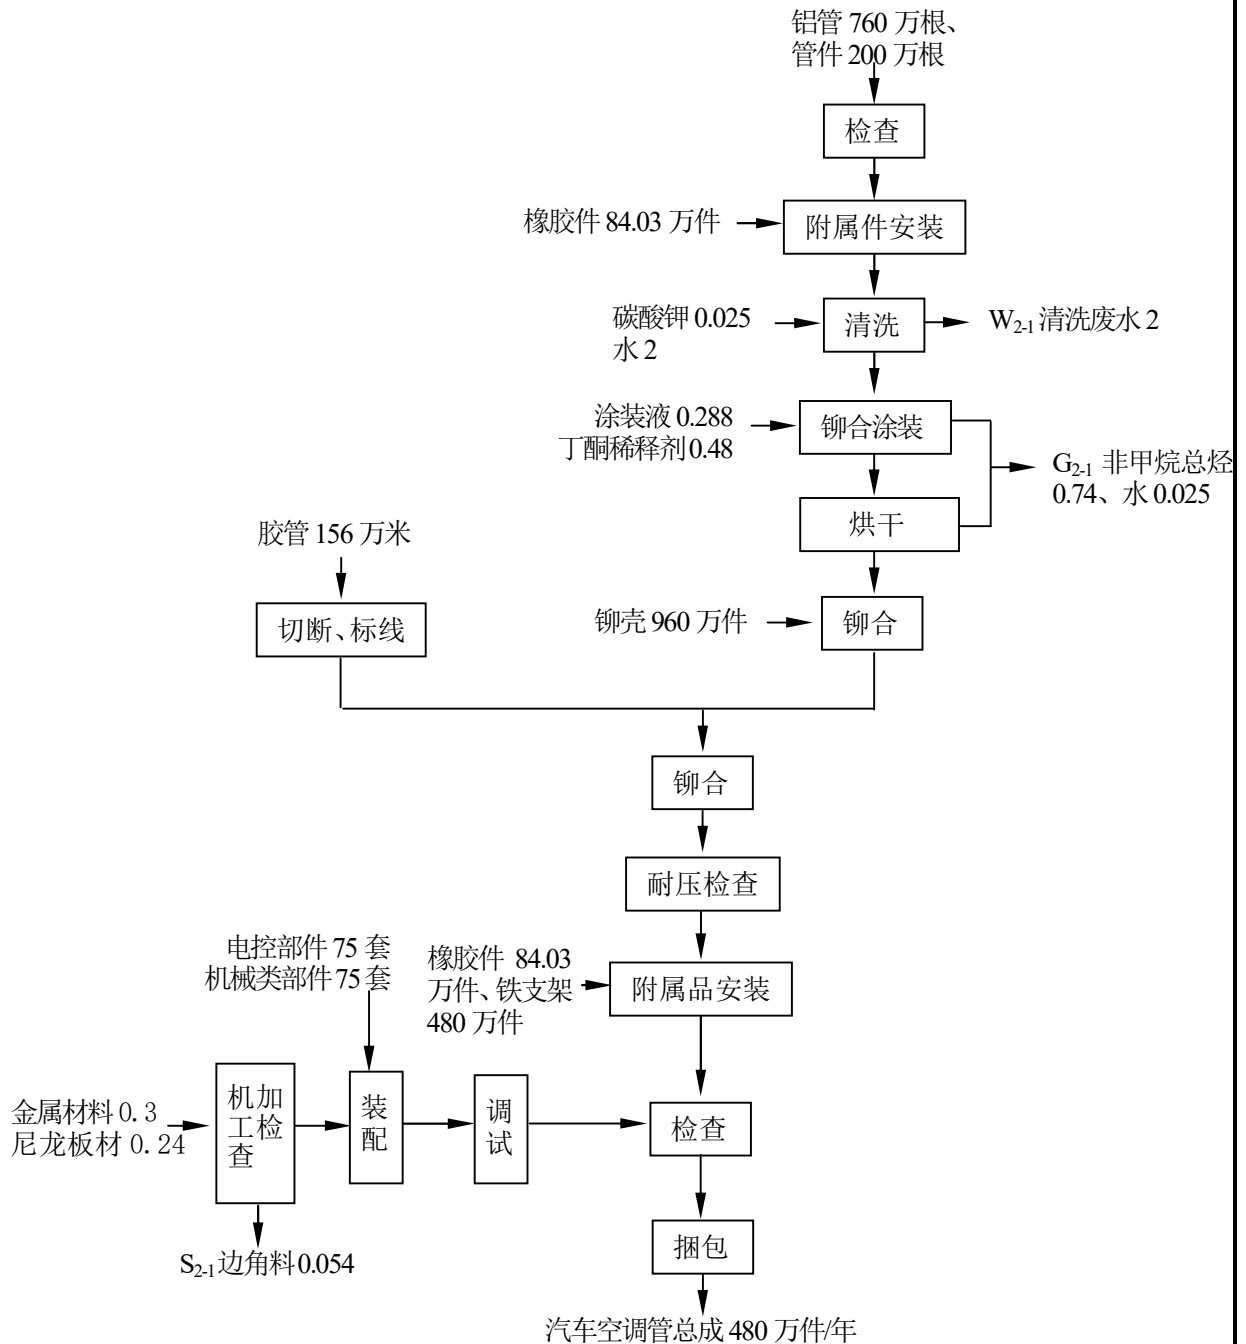 铝管 760 万根、
管件 200 万根
检查
橡胶件 84.03 万件
附属件安装
碳酸钾 0.025
水 2
清洗
W2-1 清洗废水 2
涂装液 0.288
丁酮稀释剂 0.48
铆合涂装
G2-1 非甲烷总烃
0.74、水 0.025
烘干
胶管 156 万米
切断、标线
铆壳 960 万件
铆合
铆合
耐压检查
电控部件 75 套
机械类部件 75 套
橡胶件 84.03
万件、铁支架
480 万件
附属品安装
金属材料 0.3
尼龙板材 0.24
机加
工检
查
装
配
调
试
检查
S2-1 边角料 0.054
捆包
汽车空调管总成 480 万件/年